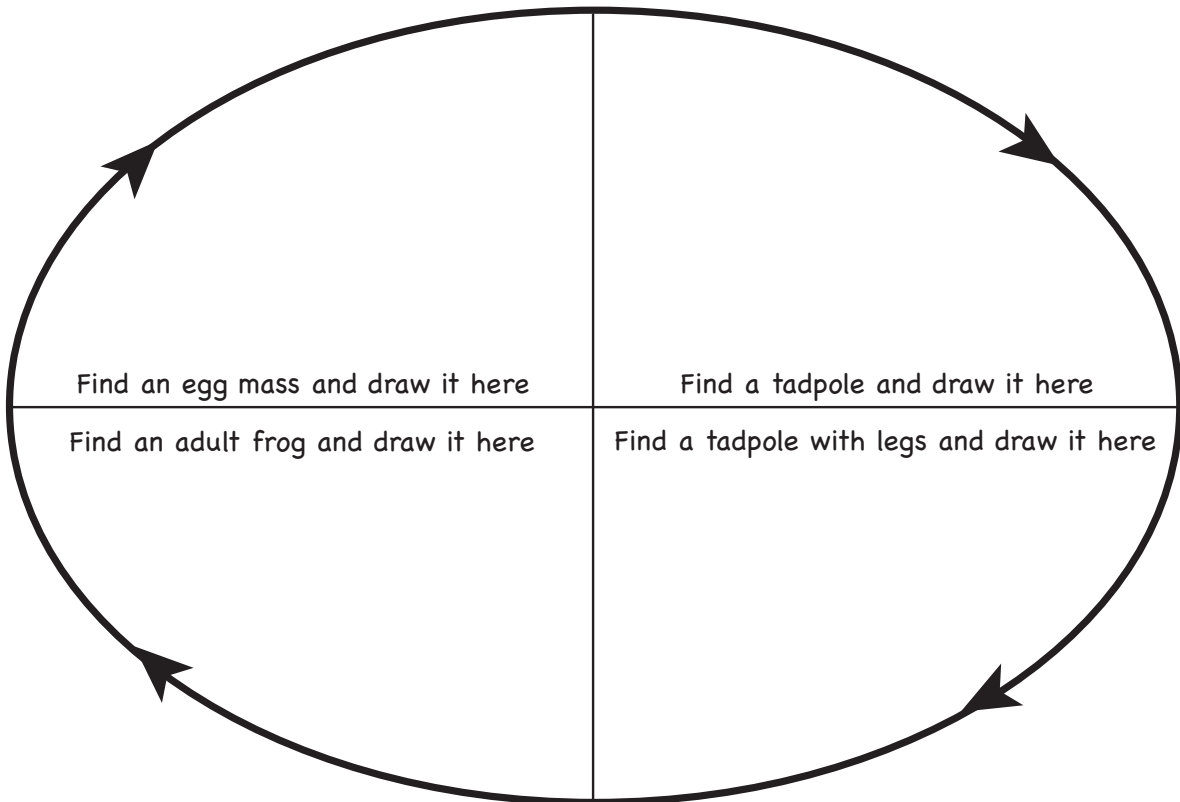 Find an egg mass and draw it here
Find a tadpole and draw it here
Find an adult frog and draw it here
Find a tadpole with legs and draw it here